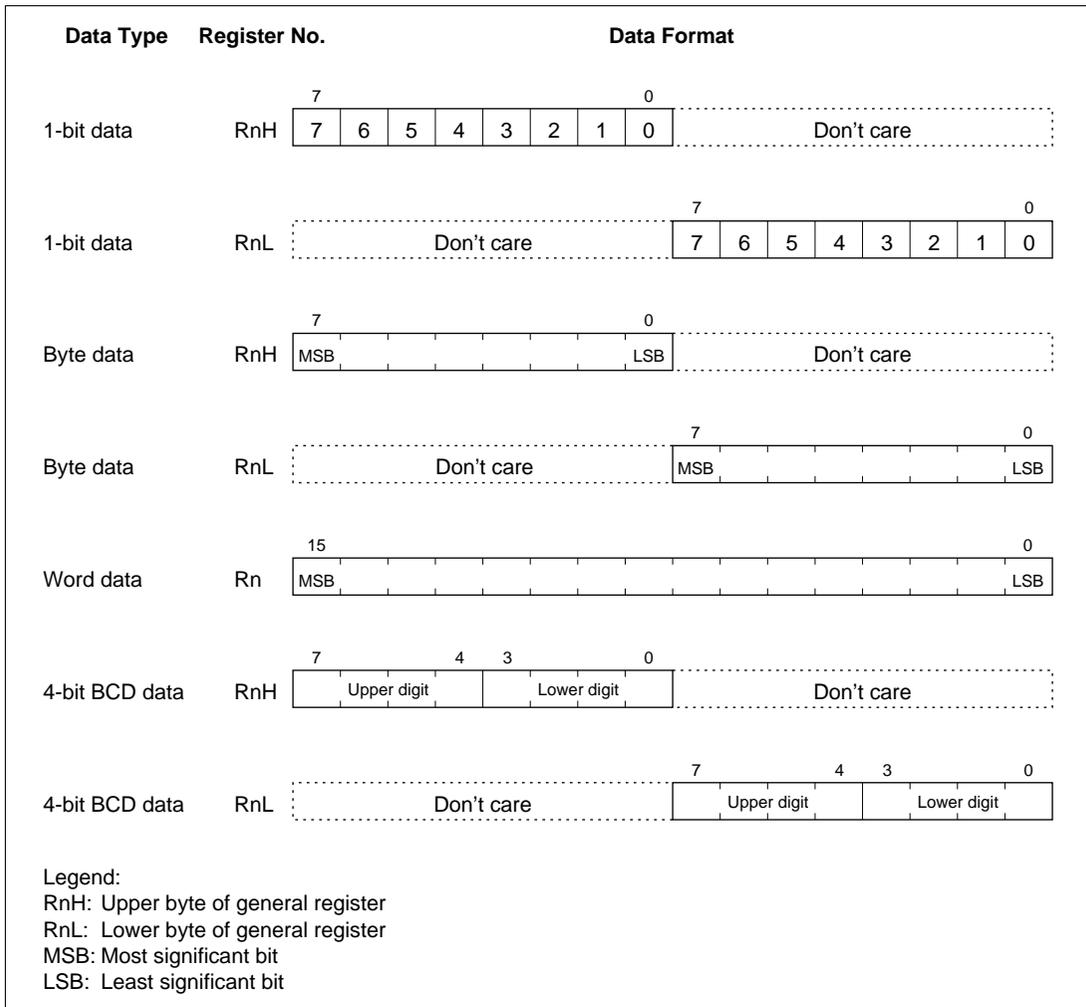 Data Type Register No. Data Format
7 0
1-bit data RnH 7 6 5 4 3 2 1 0 Don't care
7 0
1-bit data RnL Don't care 7 6 5 4 3 2 1 0
7 0
Byte data RnH MSB LSB Don't care
7 0
Byte data RnL Don't care MSB LSB
15 0
Word data Rn MSB LSB
7 4 3 0
4-bit BCD data RnH Upper digit Lower digit Don't care
7 4 3 0
4-bit BCD data RnL Don't care Upper digit Lower digit
Legend:
RnH: Upper byte of general register
RnL: Lower byte of general register
MSB: Most significant bit
LSB: Least significant bit